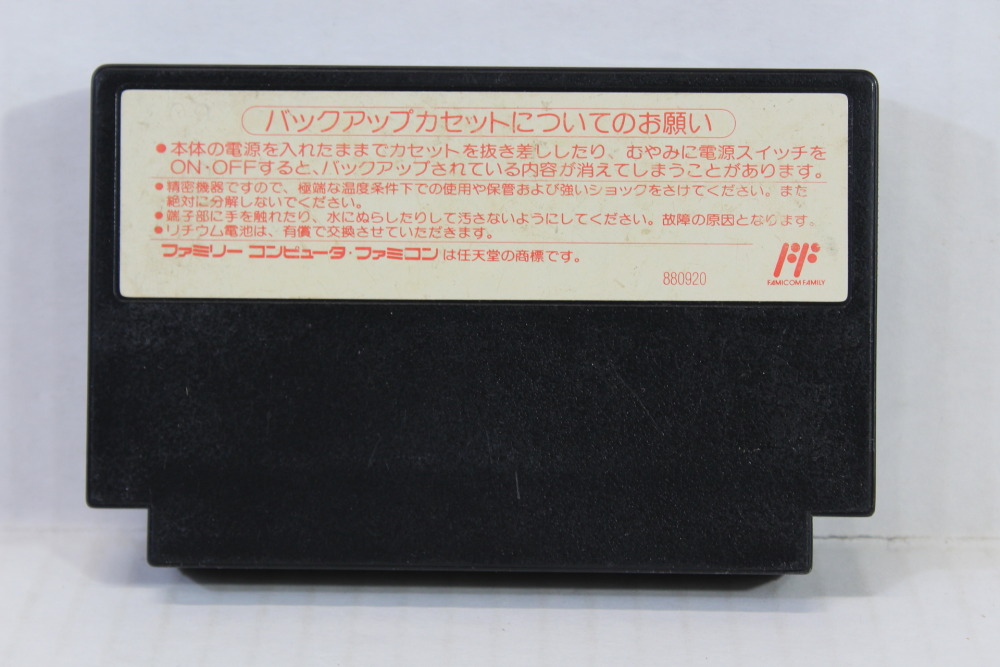 バックアップカセットについてのお願い
●本体の電源を入れたままでカセットを抜き差ししたり、むやみに電源スイッチを
ON・OFFすると、バックアップされている内容が消えてしまうことがあります。
●精密機器ですので、極端な温度条件下での使用や保管および強いショックをさけてください。また
絶対に分解しないでください。
●端子部に手を触れたり、水にぬらしたりして汚さないようにしてください。故障の原因となります。
●リチウム電池は、有償で交換させていただきます。
ファミリーコンピュータ・ファミコンは任天堂の商標です。
880920
FF
FAMICOM FAMILY